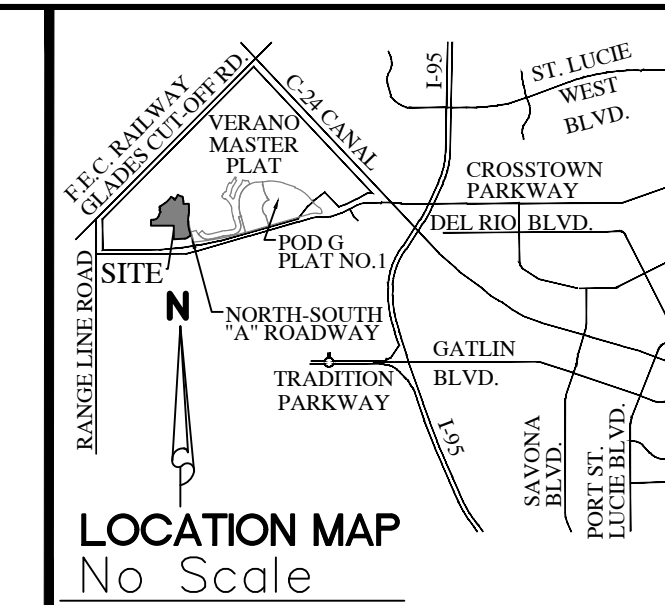 F.E.C. RAILWAY
GLADES CUT-OFF RD.
C-24 CANAL
VERANO
MASTER
PLAT
I-95
ST. LUCIE
WEST
BLVD.
CROSSTOWN
PARKWAY
DEL RIO BLVD.
POD G
PLAT NO.1
SITE
NORTH-SOUTH
"A" ROADWAY
RANGE LINE ROAD
N
TRADITION
PARKWAY
GATLIN
BLVD.
I-95
SAVONA
BLVD.
PORT ST.
LUCIE BLVD.
LOCATION MAP
No Scale